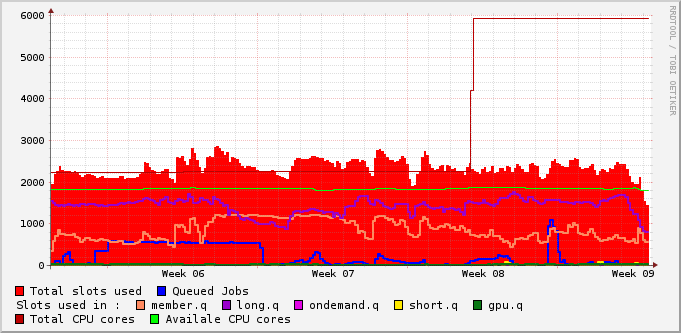 6000
5000
4000
3000
2000
1000
0
Week 06 Week 07 Week 08 Week 09
Total slots used Queued Jobs
Slots used in : member.q long.q ondemand.q short.q gpu.q
Total CPU cores Availale CPU cores
RRDTOOL / TOBI OETIKER